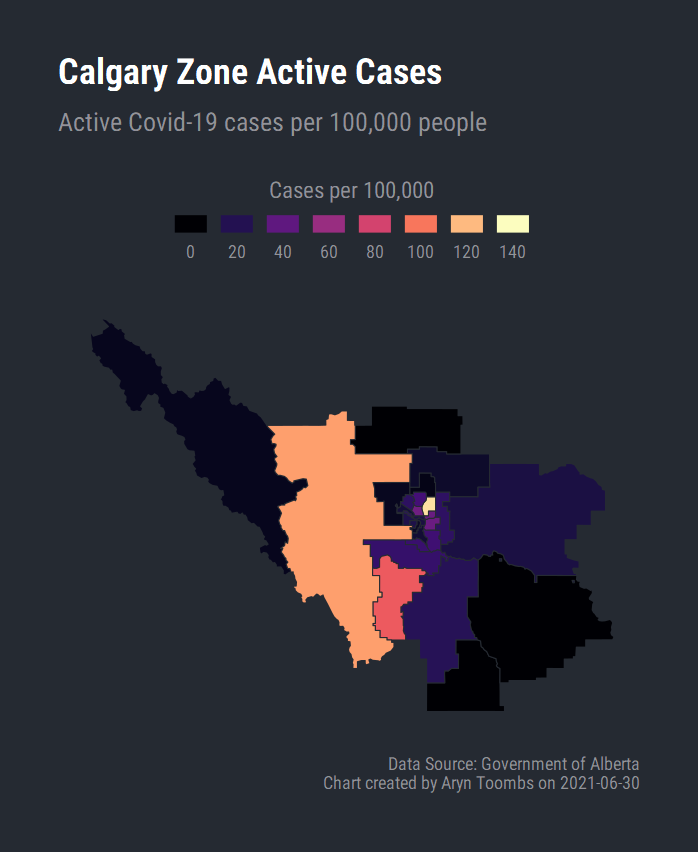 Calgary Zone Active Cases
Active Covid-19 cases per 100,000 people
Cases per 100,000
0 20 40 60 80 100 120 140
Data Source: Government of Alberta
Chart created by Aryn Toombs on 2021-06-30